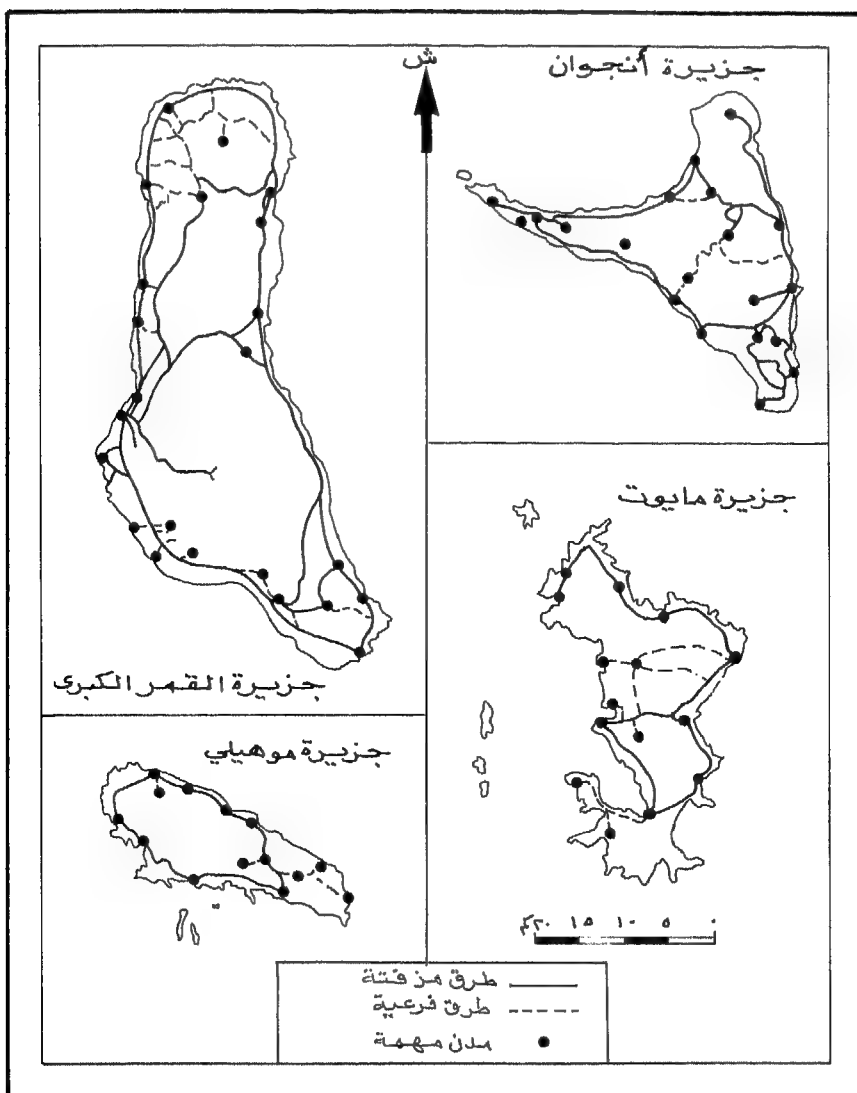 ش
جزيرة أنجوان
جزيرة القمر الكبرى
جزيرة مايوت
جزيرة موهيلي
٠ ٥ ١٠ ١٥ ٢٠ كم
طرق مزفتة
طرق فرعية
مدن مهمة